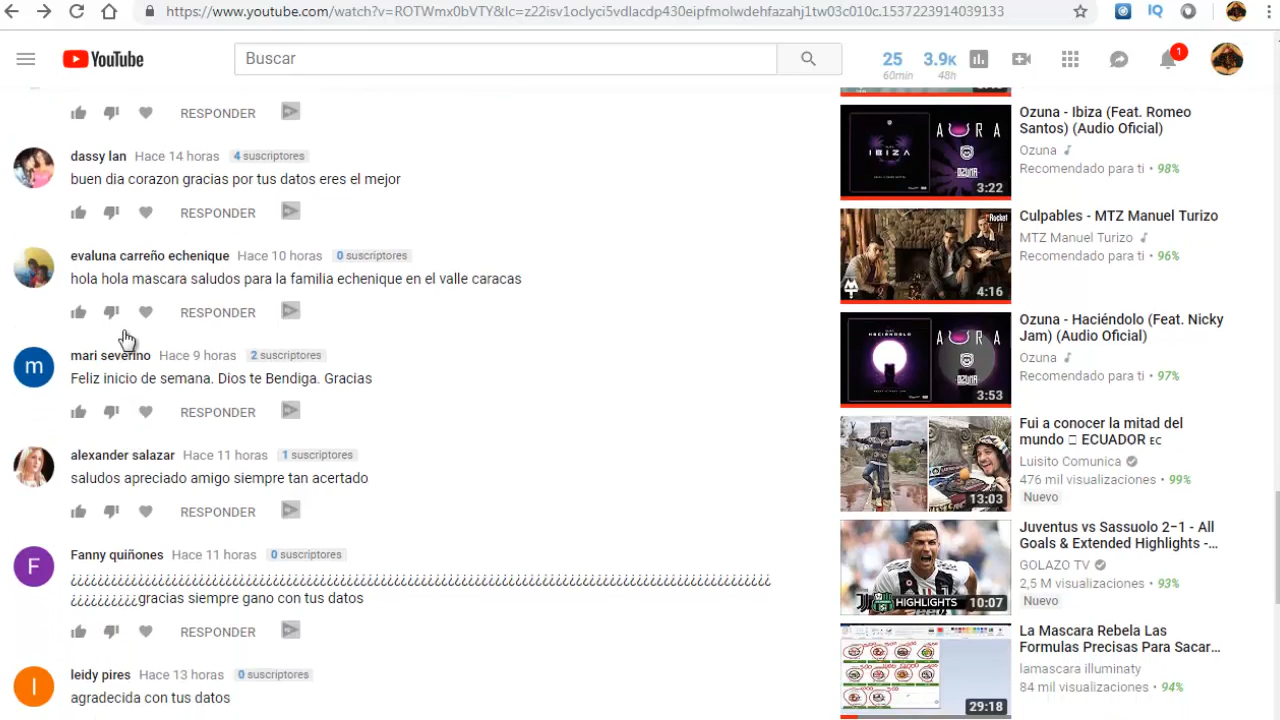 https://www.youtube.com/watch?v=ROTWmx0bVTY&lc=z22isv1oclyci5vdlacdp430eipfmolwdehfazahj1tw03c010c.1537223914039133
IQ
YouTube
Buscar
25
60min
3.9K
48h
1
RESPONDER
dassy lan Hace 14 horas 4 suscriptores
buen dia corazon gracias por tus datos eres el mejor
RESPONDER
evaluna carreño echenique Hace 10 horas 0 suscriptores
hola hola mascara saludos para la familia echenique en el valle caracas
RESPONDER
m
mari severino Hace 9 horas 2 suscriptores
Feliz inicio de semana. Dios te Bendiga. Gracias
RESPONDER
alexander salazar Hace 11 horas 1 suscriptores
saludos apreciado amigo siempre tan acertado
RESPONDER
F
Fanny quiñones Hace 11 horas 0 suscriptores
gracias siempre gano con tus datos
RESPONDER
l
leidy pires Hace 13 horas 0 suscriptores
agradecida con tus datos
AURA
IBIZA
OZUNA
3:22
Ozuna - Ibiza (Feat. Romeo
Santos) (Audio Oficial)
Ozuna
Recomendado para ti • 98%
Rocket
4:16
Culpables - MTZ Manuel Turizo
MTZ Manuel Turizo
Recomendado para ti • 96%
AURA
HACIÉNDOLO
OZUNA
3:53
Ozuna - Haciéndolo (Feat. Nicky
Jam) (Audio Oficial)
Ozuna
Recomendado para ti • 97%
13:03
Fui a conocer la mitad del
mundo ECUADOR EC
Luisito Comunica
476 mil visualizaciones • 99%
Nuevo
HIGHLIGHTS
10:07
Juventus vs Sassuolo 2−1 - All
Goals & Extended Highlights -...
GOLAZO TV
2,5 M visualizaciones • 93%
Nuevo
29:18
La Mascara Rebela Las
Formulas Precisas Para Sacar...
lamascara illuminaty
84 mil visualizaciones • 94%